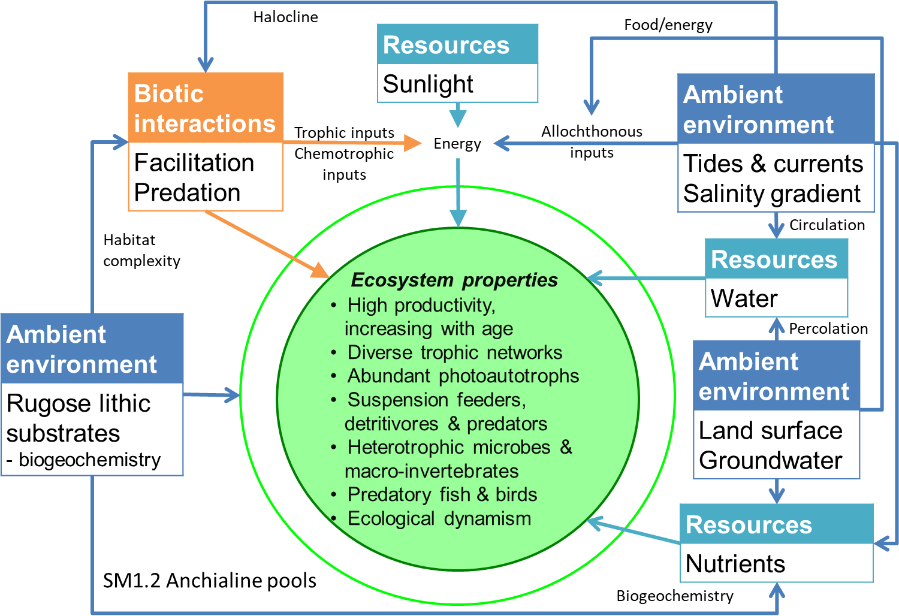 Halocline
Food/energy
Resources
Sunlight
Biotic
interactions
Facilitation
Predation
Trophic inputs
Chemotrophic
inputs
Energy
Allochthonous
inputs
Ambient
environment
Tides & currents
Salinity gradient
Circulation
Habitat
complexity
Resources
Water
Percolation
Ecosystem properties
• High productivity,
increasing with age
• Diverse trophic networks
• Abundant photoautotrophs
• Suspension feeders,
detritivores & predators
• Heterotrophic microbes &
macro-invertebrates
• Predatory fish & birds
• Ecological dynamism
Ambient
environment
Rugose lithic
substrates
- biogeochemistry
Ambient
environment
Land surface
Groundwater
Resources
Nutrients
Biogeochemistry
SM1.2 Anchialine pools